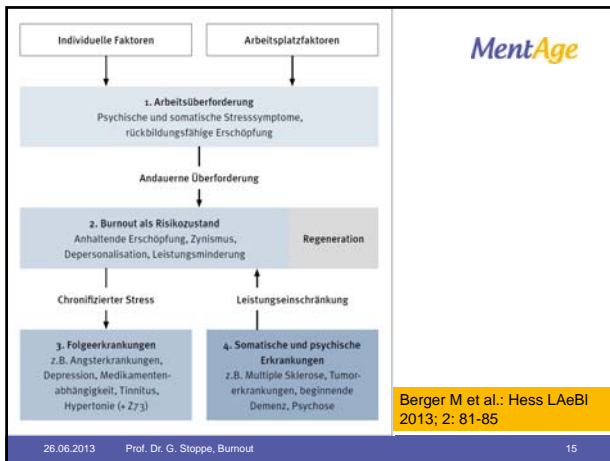 Individuelle Faktoren
Arbeitsplatzfaktoren
MentAge
1. Arbeitsüberforderung
Psychische und somatische Stresssymptome,
rückbildungsfähige Erschöpfung
Andauerne Überforderung
2. Burnout als Risikozustand
Anhaltende Erschöpfung, Zynismus,
Depersonalisation, Leistungsminderung
Regeneration
Chronifizierter Stress
Leistungseinschränkung
3. Folgeerkrankungen
z.B. Angsterkrankungen,
Depression, Medikamenten-
abhängigkeit, Tinnitus,
Hypertonie (+ Z73)
4. Somatische und psychische
Erkrankungen
z.B. Multiple Sklerose, Tumor-
erkrankungen, beginnende
Demenz, Psychose
Berger M et al.: Hess LAeBl
2013; 2: 81-85
26.06.2013 Prof. Dr. G. Stoppe, Burnout 15